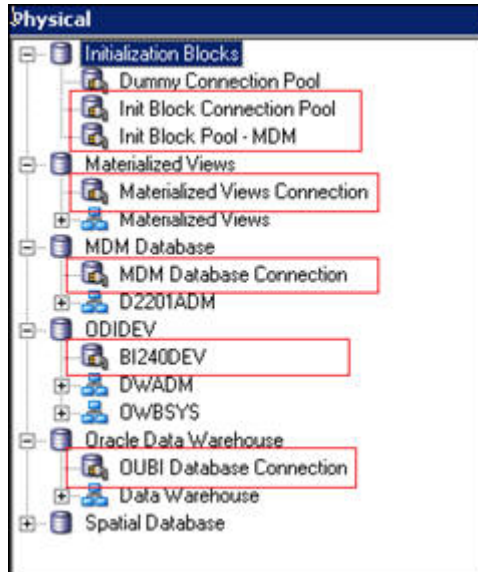 Physical
Initialization Blocks
Dummy Connection Pool
Init Block Connection Pool
Init Block Pool - MDM
Materialized Views
Materialized Views Connection
Materialized Views
MDM Database
MDM Database Connection
D2201ADM
ODIDEV
BI240DEV
DWADM
OWBSYS
Oracle Data Warehouse
OUBI Database Connection
Data Warehouse
Spatial Database